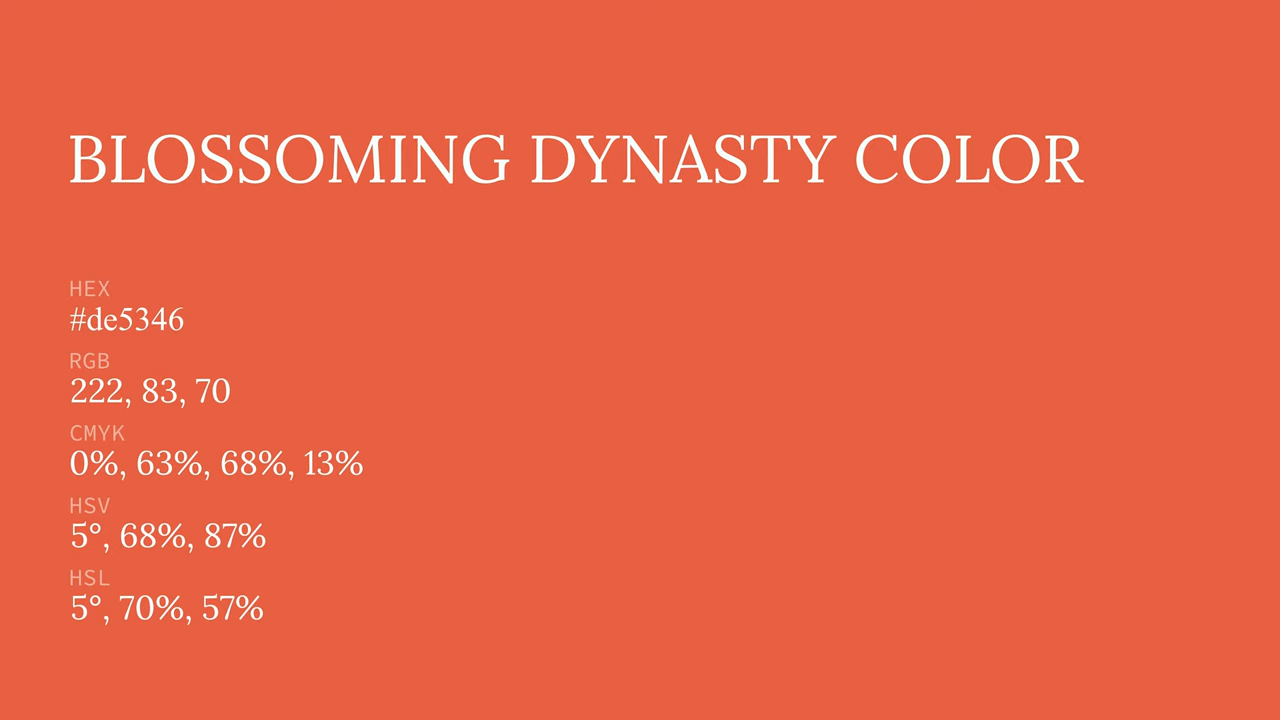 BLOSSOMING DYNASTY COLOR
HEX
#de5346
RGB
222, 83, 70
CMYK
0%, 63%, 68%, 13%
HSV
5°, 68%, 87%
HSL
5°, 70%, 57%